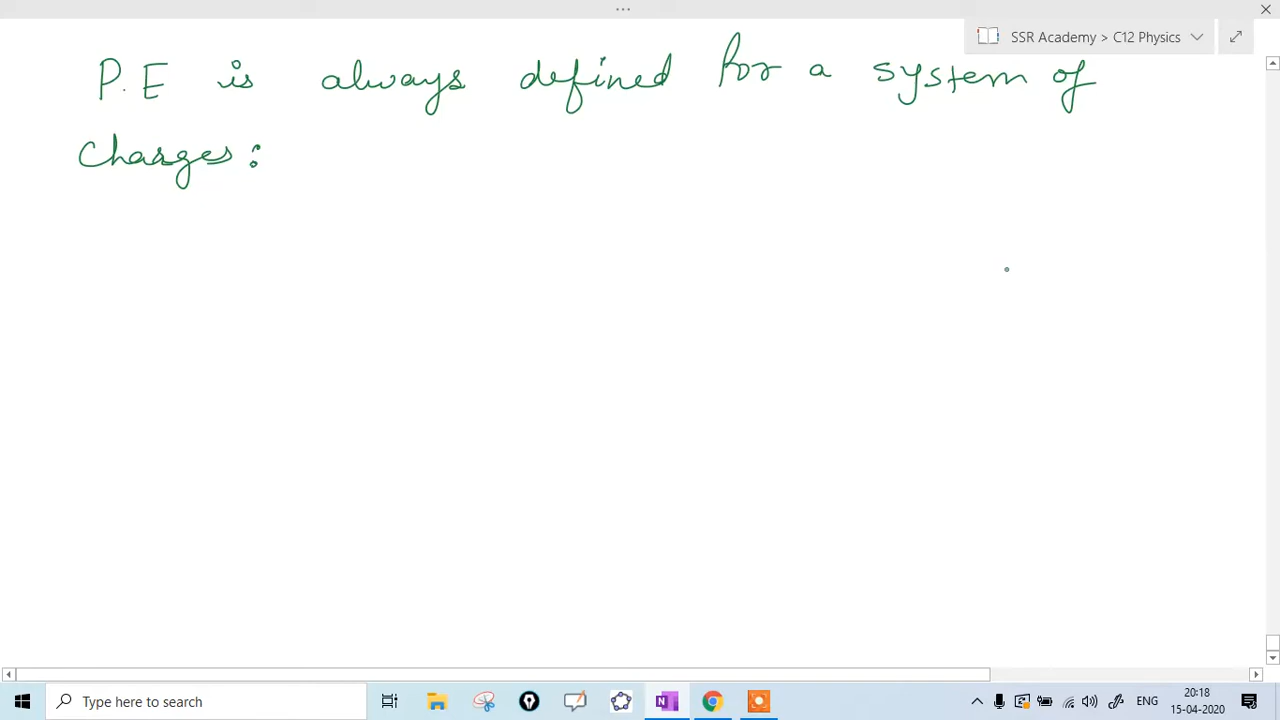 SSR Academy > C12 Physics
P.E is always defined for a system of
Charges:
Type here to search
ENG
20:18
15-04-2020